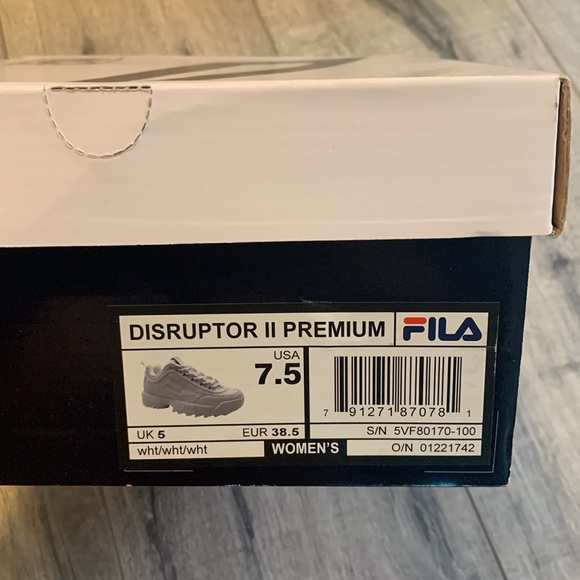 DISRUPTOR II PREMIUM FILA
USA
7.5
UK 5 EUR 38.5
wht/wht/wht WOMEN'S
7 91271 87078 1
S/N 5VF80170-100
O/N 01221742